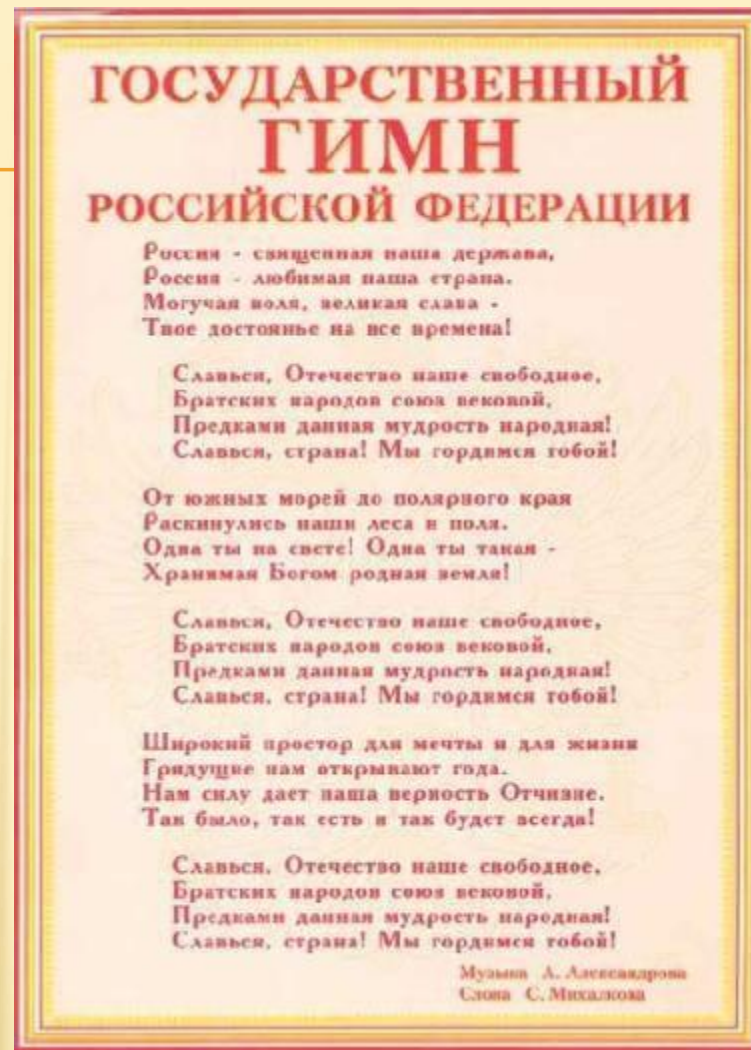 ГОСУДАРСТВЕННЫЙ
ГИМН
РОССИЙСКОЙ ФЕДЕРАЦИИ
Россия - священная наша держава,
Россия - любимая наша страна.
Могучая воля, великая слава -
Твое достоянье на все времена!
Славься, Отечество наше свободное,
Братских народов союз вековой,
Предками данная мудрость народная!
Славься, страна! Мы гордимся тобой!
От южных морей до полярного края
Раскинулись наши леса и поля.
Одна ты на свете! Одна ты такая -
Хранимая Богом родная земля!
Славься, Отечество наше свободное,
Братских народов союз вековой,
Предками данная мудрость народная!
Славься, страна! Мы гордимся тобой!
Широкий простор для мечты и для жизни
Грядущие нам открывают года.
Нам силу дает наша верность Отчизне.
Так было, так есть и так будет всегда!
Славься, Отечество наше свободное,
Братских народов союз вековой,
Предками данная мудрость народная!
Славься, страна! Мы гордимся тобой!
Музыка А. Александрова
Слова С. Михалкова